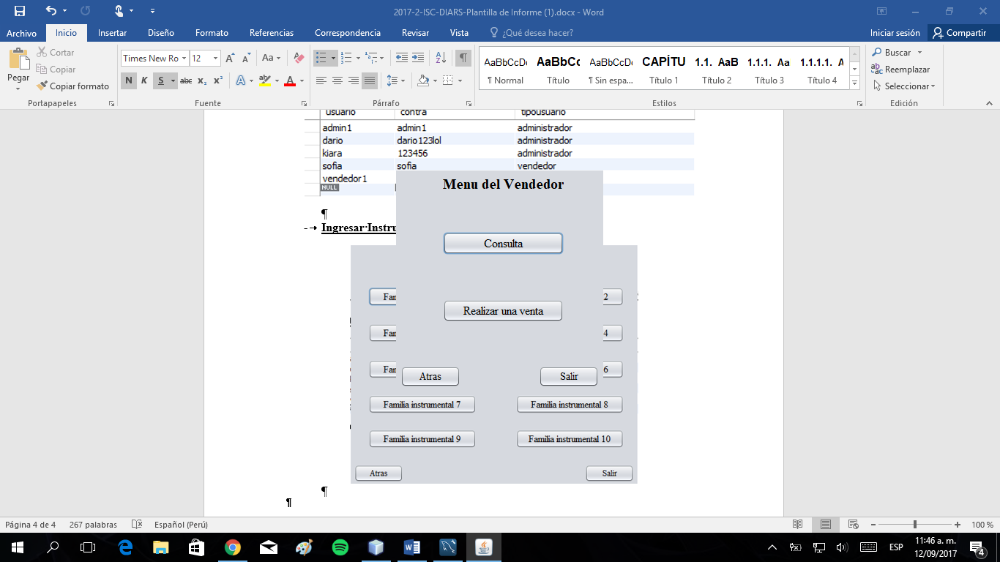 2017-2-ISC-DIARS-Plantilla de Informe (1).docx - Word
Archivo Inicio Insertar Diseño Formato Referencias Correspondencia Revisar Vista ¿Qué desea hacer? Iniciar sesión Compartir
Pegar
Cortar
Copiar
Copiar formato
Portapapeles
Times New Ro 12 A A Aa
N K S abc x₂ x² A A
Fuente
Párrafo
AaBbCcDc AaBbCc AaBbCcDc CAPÍTU 1.1. AaB 1.1.1. Aa 1.1.1.1. A
¶ Normal Título ¶ Sin espa... Título 1 Título 2 Título 3 Título 4
Estilos
Buscar
Reemplazar
Seleccionar
Edición
usuario contra tipousuario
admin1 admin1 administrador
dario dario123lol administrador
kiara 123456 administrador
sofia sofia vendedor
vendedor1
NULL
Menu del Vendedor
¶
Ingresar·Instru
Consulta
Fam 2
Realizar una venta
Fam 4
Fam 6
Atras Salir
Familia instrumental 7 Familia instrumental 8
Familia instrumental 9 Familia instrumental 10
Atras Salir
¶
¶
Página 4 de 4 267 palabras Español (Perú) 100 %
ESP 11:46 a. m.
12/09/2017 4